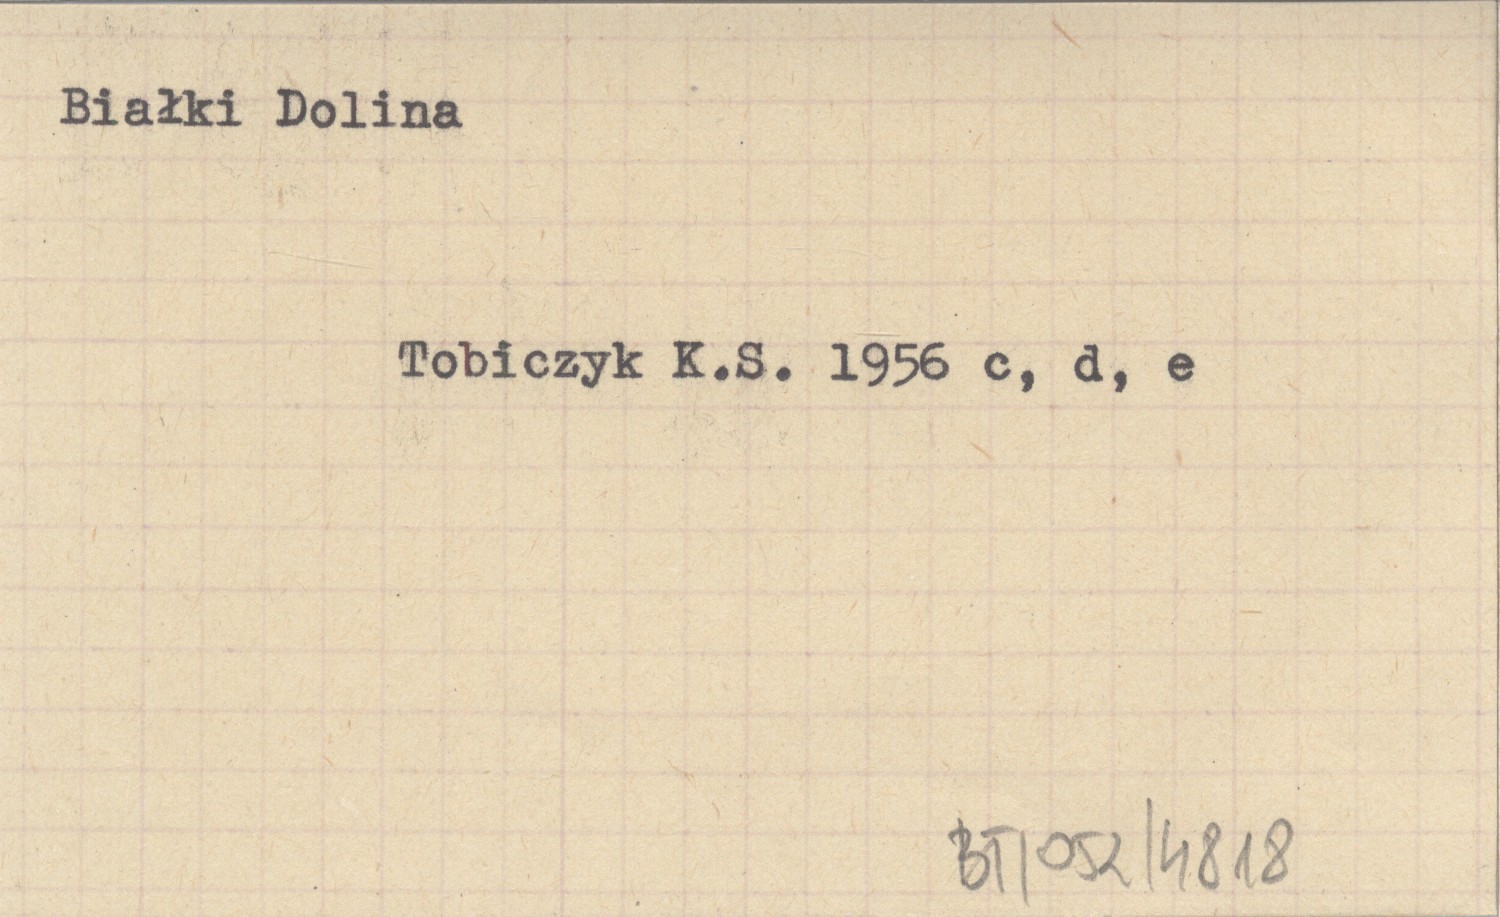 Białki Dolina
Tobiczyk K.S. 1956 c, d, e
BT/052/4818